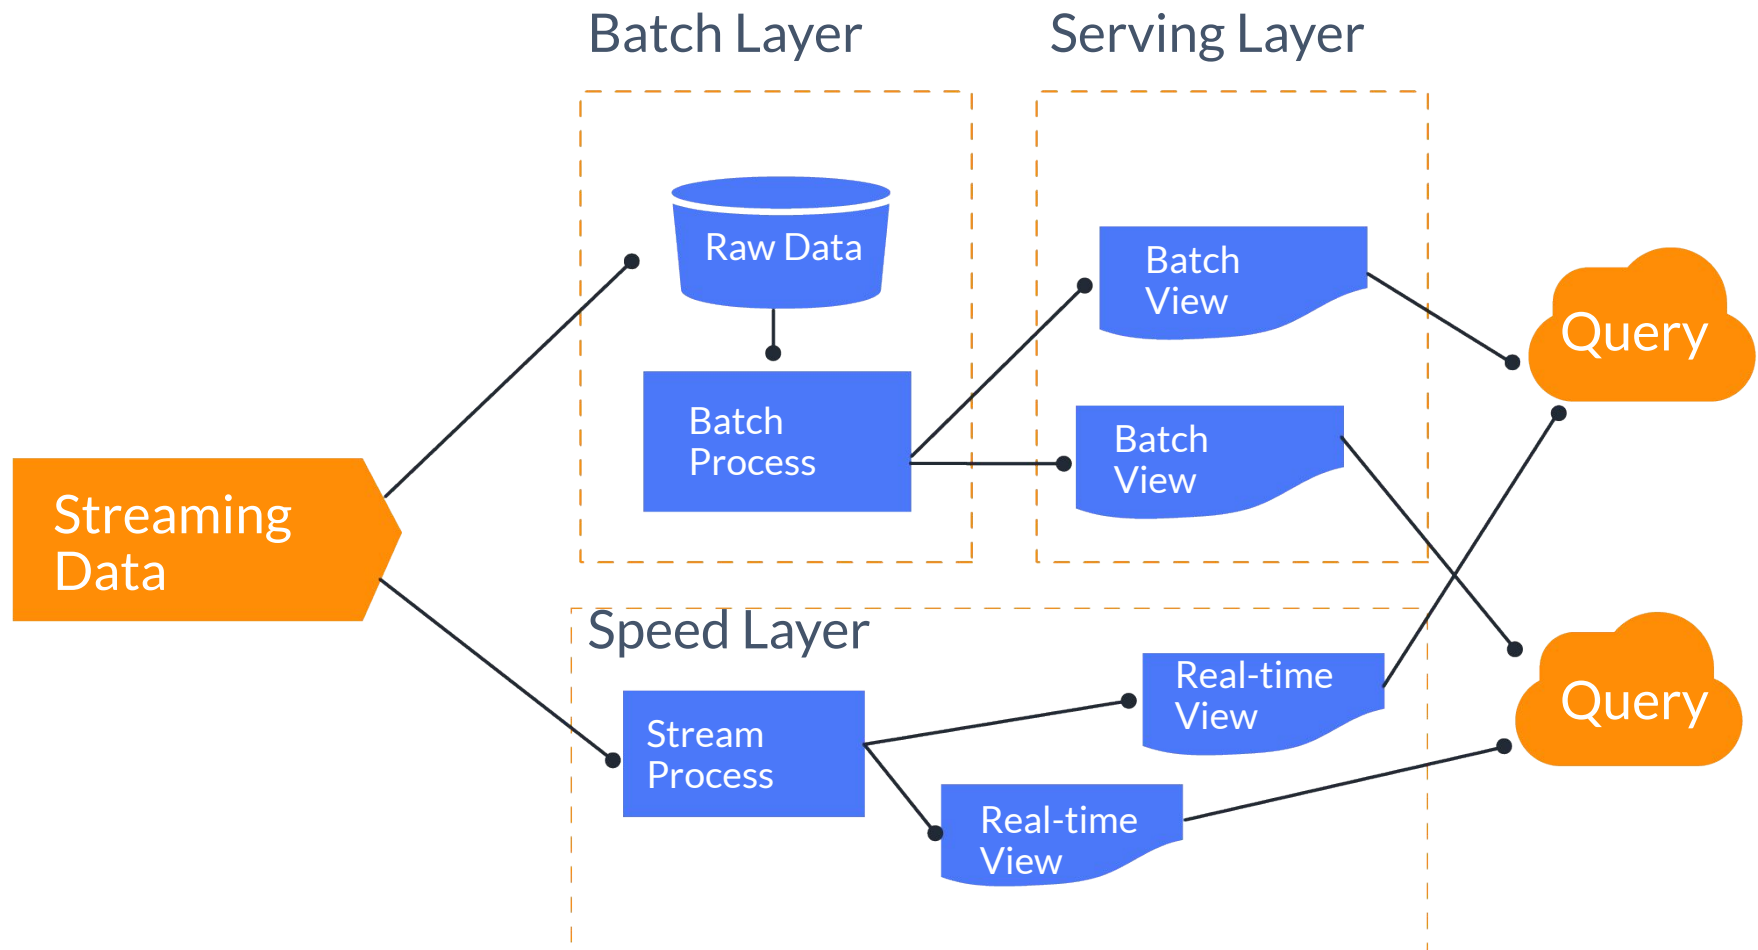 Batch Layer
Serving Layer
Raw Data
Batch
Process
Batch
View
Batch
View
Query
Streaming
Data
Speed Layer
Stream
Process
Real-time
View
Real-time
View
Query